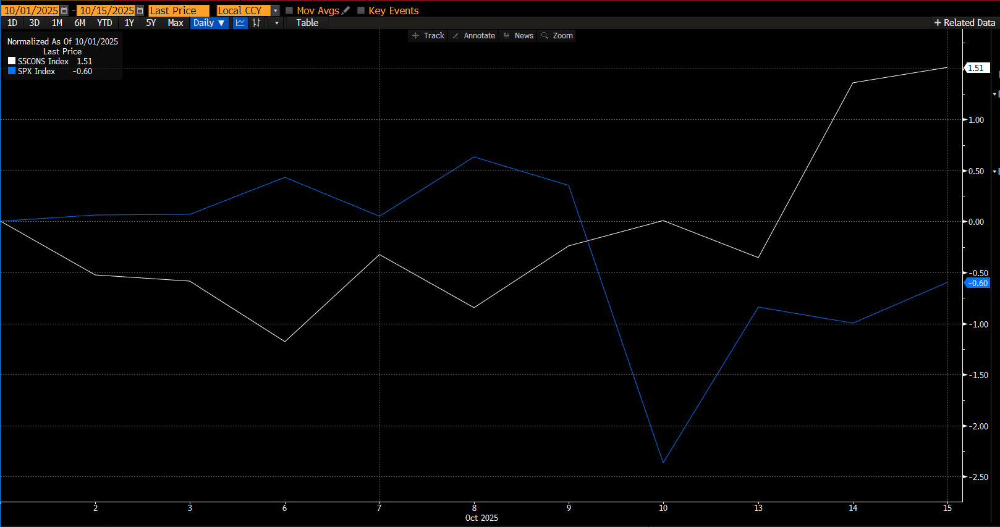 10/01/2025 - 10/15/2025 Last Price Local CCY Mov Avgs Key Events
1D 3D 1M 6M YTD 1Y 5Y Max Daily ▼ Table + Related Data
Track Annotate News Zoom
Normalized As Of 10/01/2025
Last Price
S5CONS Index 1.51
SPX Index -0.60
1.51
1.00
0.50
0.00
-0.50
-0.60
-1.00
-1.50
-2.00
-2.50
2 3 6 7 8 9 10 13 14 15
Oct 2025